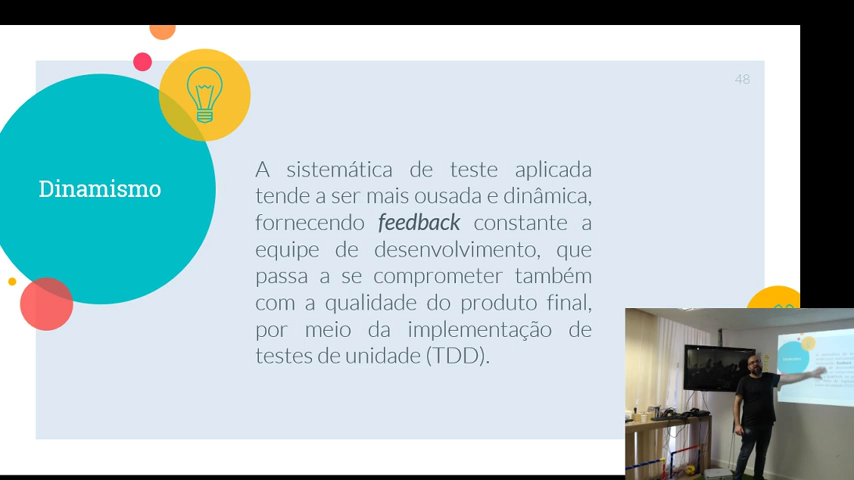 48
Dinamismo
A sistemática de teste aplicada
tende a ser mais ousada e dinâmica,
fornecendo feedback constante a
equipe de desenvolvimento, que
passa a se comprometer também
com a qualidade do produto final,
por meio da implementação de
testes de unidade (TDD).